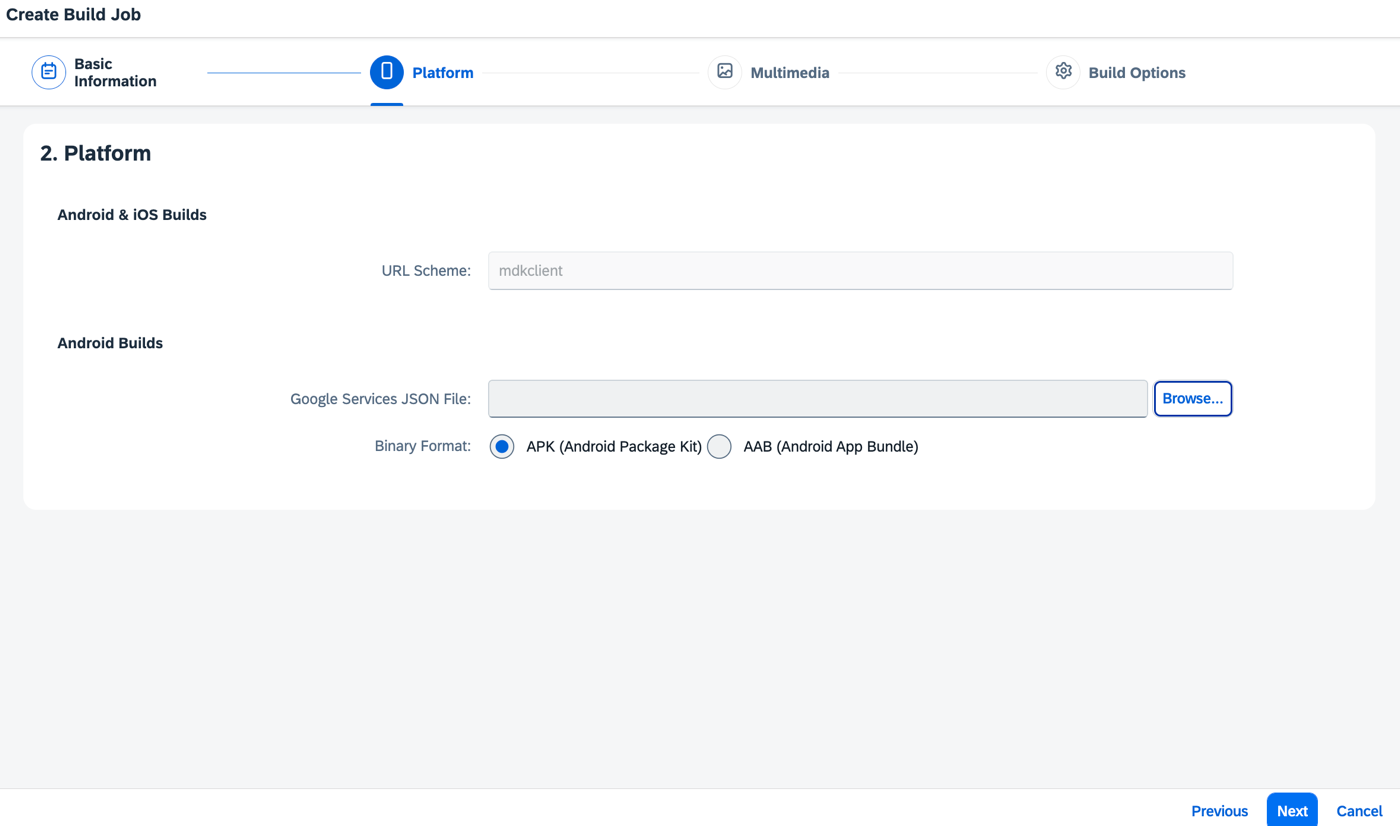 Create Build Job
Basic
Information
Platform
Multimedia
Build Options
2. Platform
Android & iOS Builds
URL Scheme:
mdkclient
Android Builds
Google Services JSON File:
Browse...
Binary Format:
APK (Android Package Kit)
AAB (Android App Bundle)
Previous
Next
Cancel